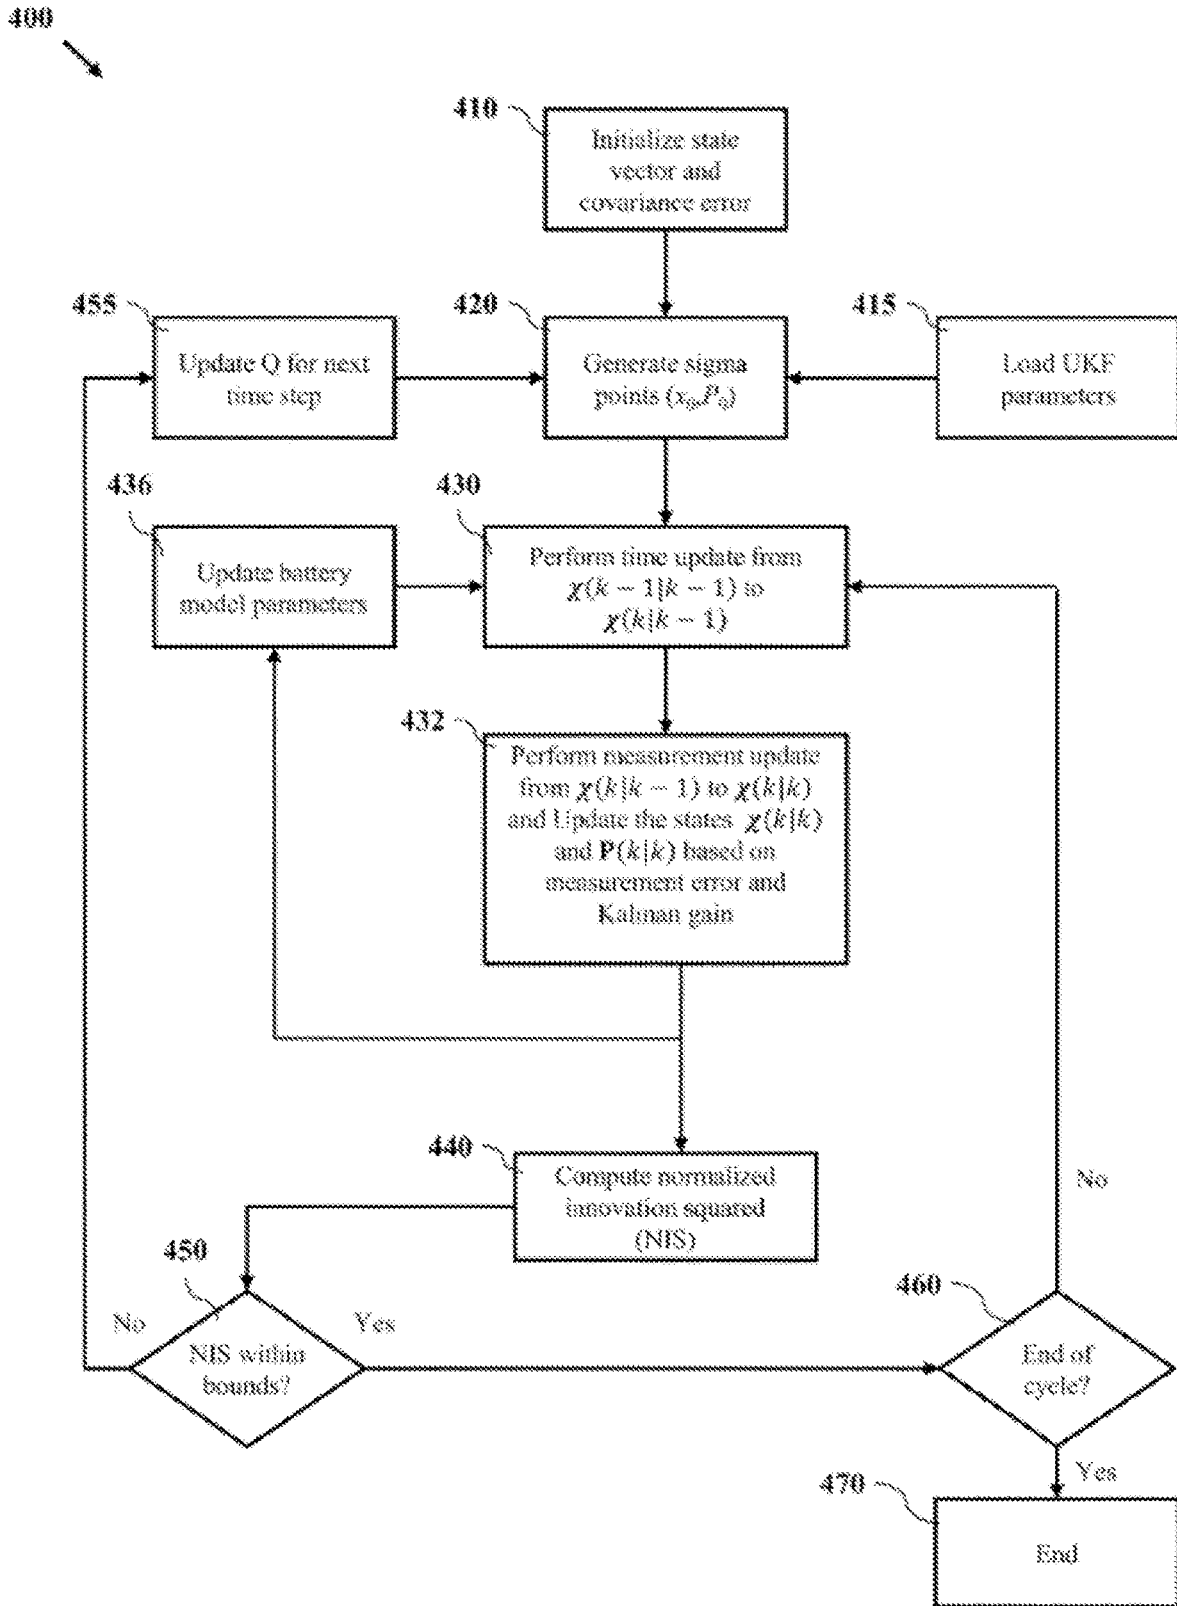 400
410
Initialize state
vector and
covariance error
455
Update Q for next
time step
420
Generate sigma
points (x₀,P₀)
415
Load UKF
parameters
436
Update battery
model parameters
430
Perform time update from
χ(k − 1|k − 1) to
χ(k|k − 1)
432
Perform measurement update
from χ(k|k − 1) to χ(k|k)
and Update the states χ(k|k)
and P(k|k) based on
measurement error and
Kalman gain
440
Compute normalized
innovation squared
(NIS)
450
No
Yes
NIS within
bounds?
No
460
End of
cycle?
Yes
470
End